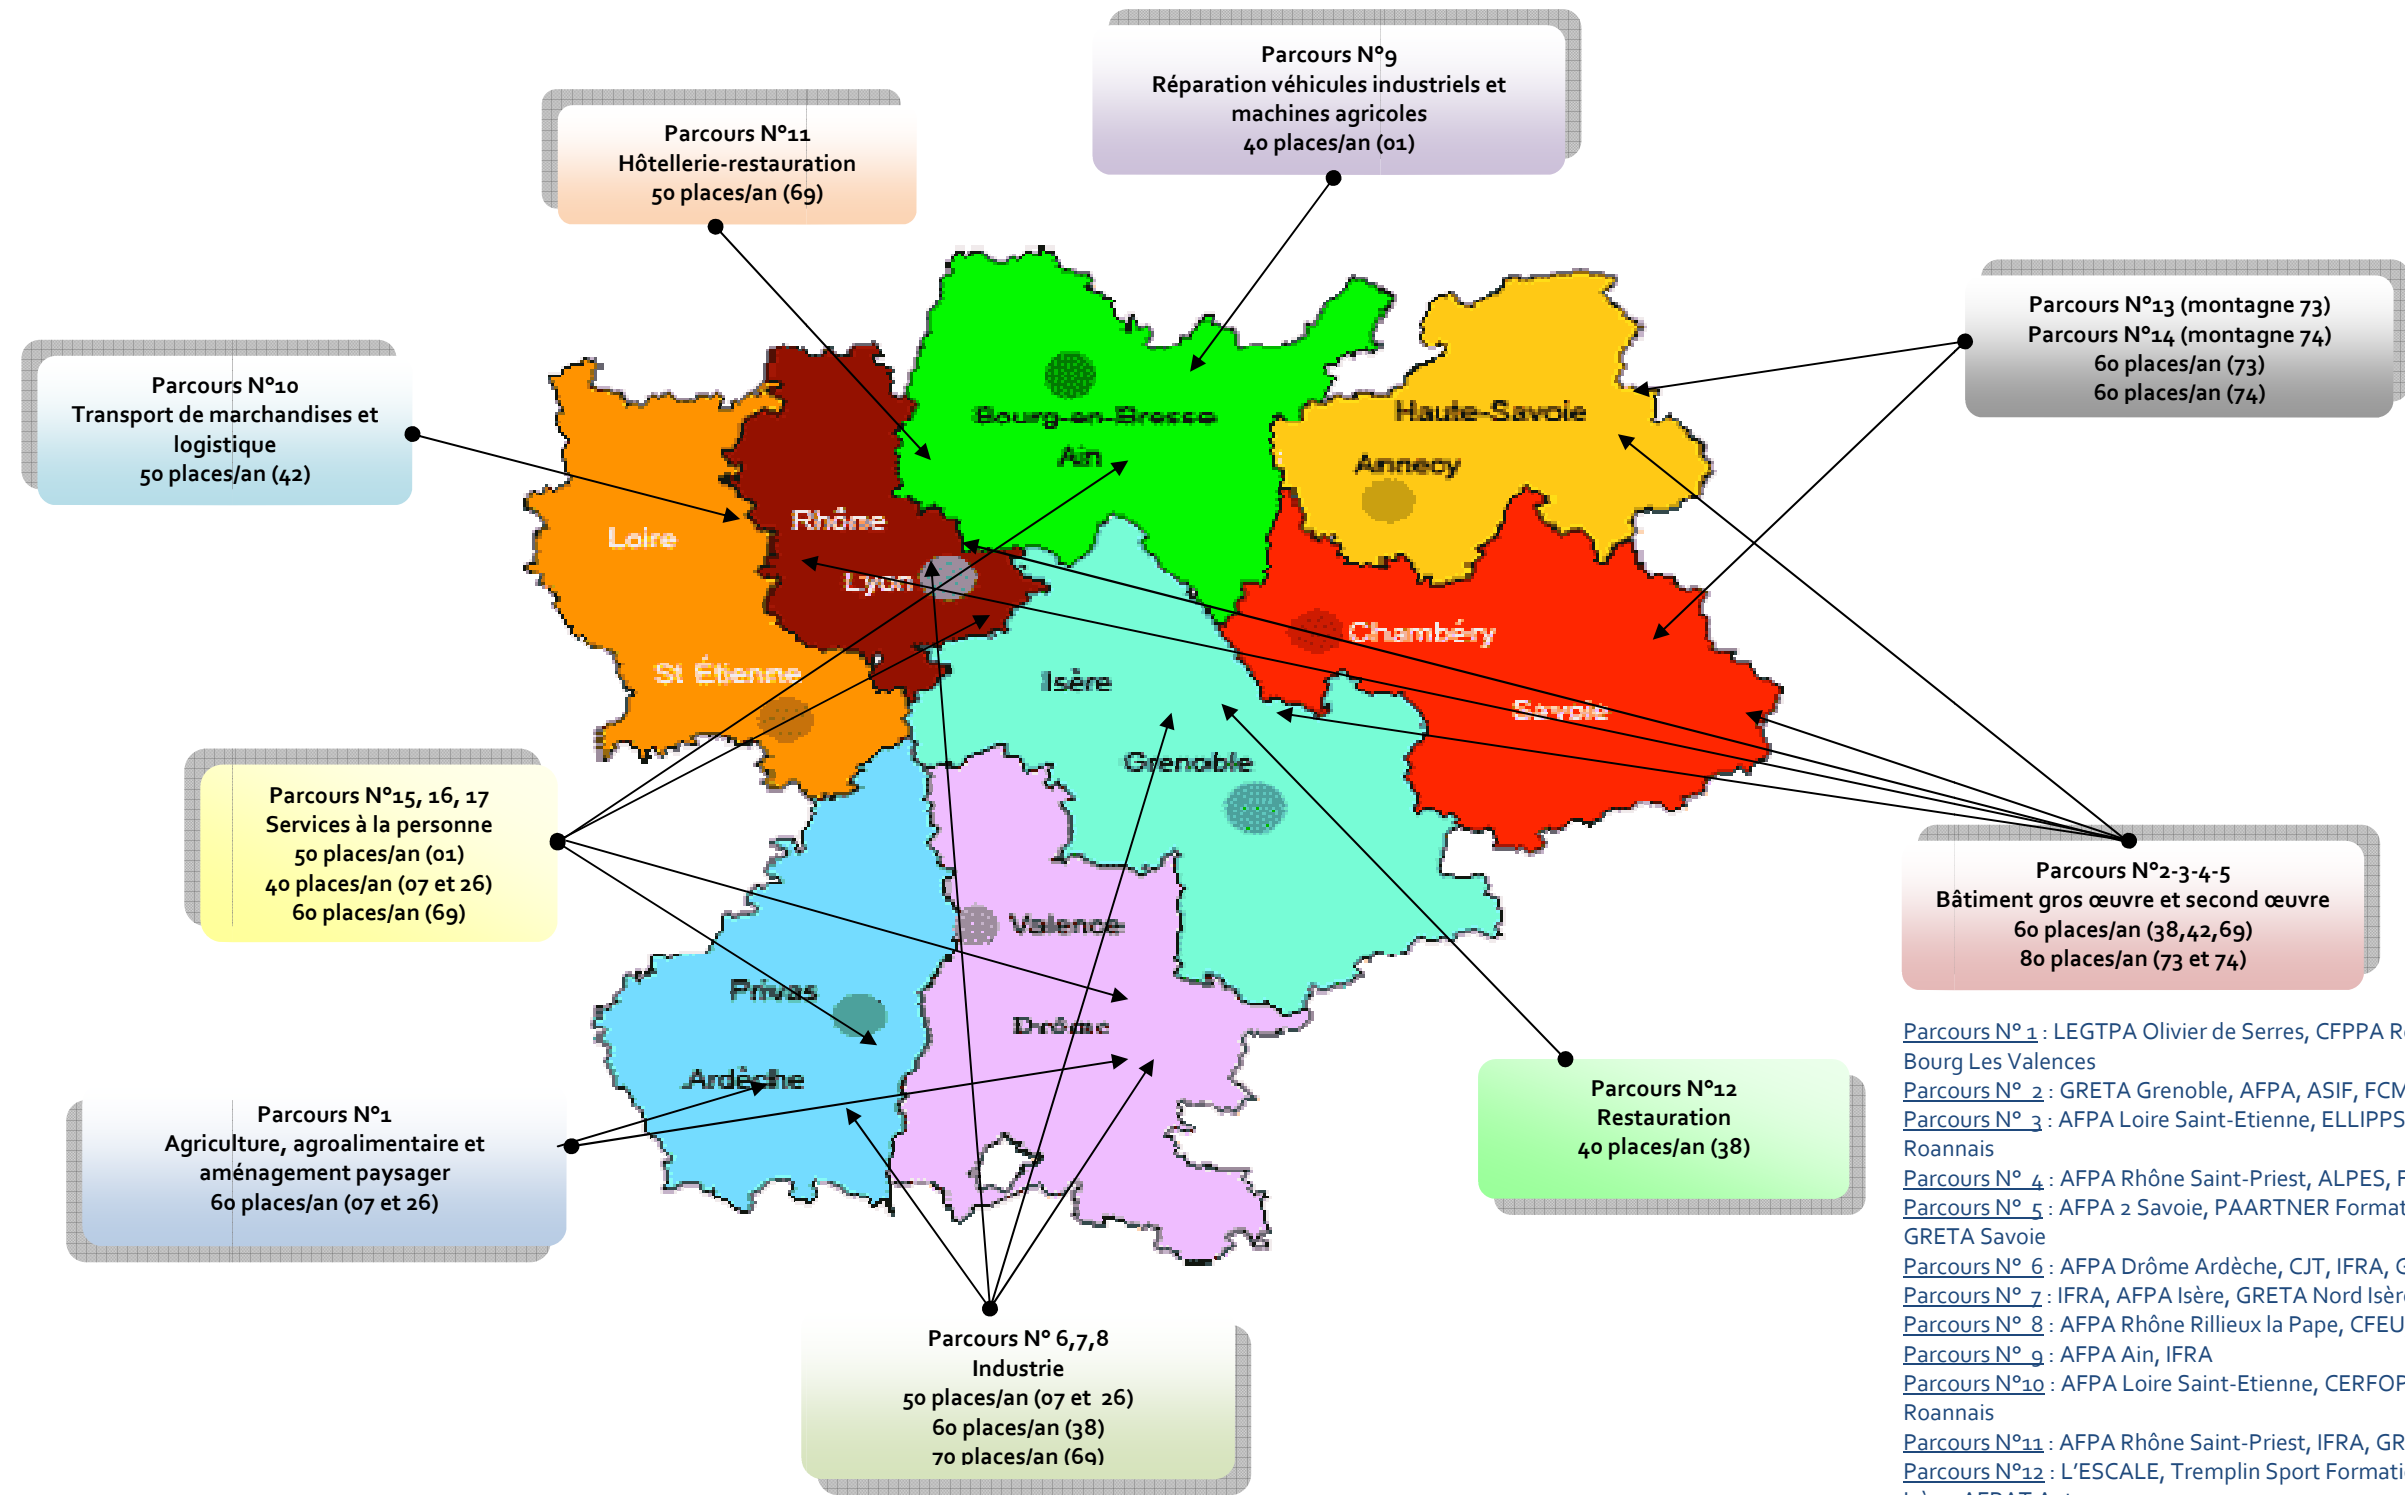 Parcours N°9
Réparation véhicules industriels et
machines agricoles
40 places/an (01)
Parcours N°11
Hôtellerie-restauration
50 places/an (69)
Parcours N°13 (montagne 73)
Parcours N°14 (montagne 74)
60 places/an (73)
60 places/an (74)
Parcours N°10
Transport de marchandises et
logistique
50 places/an (42)
Bourg-en-Bresse
Ain
Haute-Savoie
Annecy
Rhône
Loire
Lyon
Chambéry
St Étienne
Isère
Savoie
Grenoble
Valence
Privas
Drôme
Ardèche
Parcours N°15, 16, 17
Services à la personne
50 places/an (01)
40 places/an (07 et 26)
60 places/an (69)
Parcours N°2-3-4-5
Bâtiment gros œuvre et second œuvre
60 places/an (38,42,69)
80 places/an (73 et 74)
Parcours N°1
Agriculture, agroalimentaire et
aménagement paysager
60 places/an (07 et 26)
Parcours N°12
Restauration
40 places/an (38)
Parcours N° 6,7,8
Industrie
50 places/an (07 et 26)
60 places/an (38)
70 places/an (69)
Parcours N° 1 : LEGTPA Olivier de Serres, CFPPA
Bourg Les Valences
Parcours N° 2 : GRETA Grenoble, AFPA, ASIF, FCM
Parcours N° 3 : AFPA Loire Saint-Etienne, ELLIPPS
Roannais
Parcours N° 4 : AFPA Rhône Saint-Priest, ALPES,
Parcours N° 5 : AFPA 2 Savoie, PAARTNER Format
GRETA Savoie
Parcours N° 6 : AFPA Drôme Ardèche, CJT, IFRA,
Parcours N° 7 : IFRA, AFPA Isère, GRETA Nord Isère
Parcours N° 8 : AFPA Rhône Rillieux la Pape, CFEU
Parcours N° 9 : AFPA Ain, IFRA
Parcours N°10 : AFPA Loire Saint-Etienne, CERFOP
Roannais
Parcours N°11 : AFPA Rhône Saint-Priest, IFRA, GR
Parcours N°12 : L'ESCALE, Tremplin Sport Formati